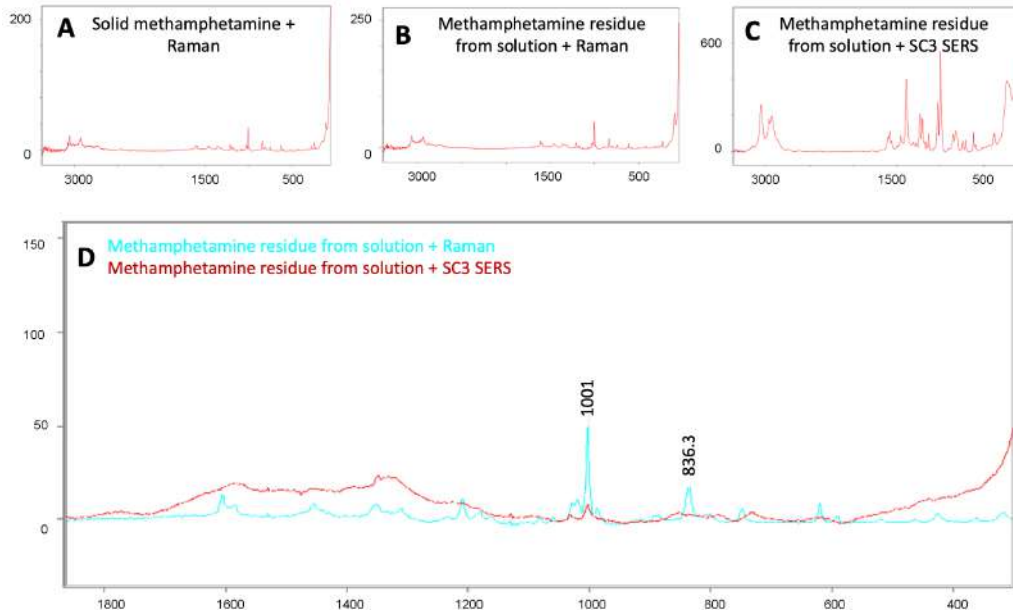 A
Solid methamphetamine +
Raman
200
0
3000
1500
500
B
Methamphetamine residue
from solution + Raman
250
0
3000
1500
500
C
Methamphetamine residue
from solution + SC3 SERS
600
0
3000
1500
500
D
Methamphetamine residue from solution + Raman
Methamphetamine residue from solution + SC3 SERS
150
100
50
0
1001
836.3
1800
1600
1400
1200
1000
800
600
400